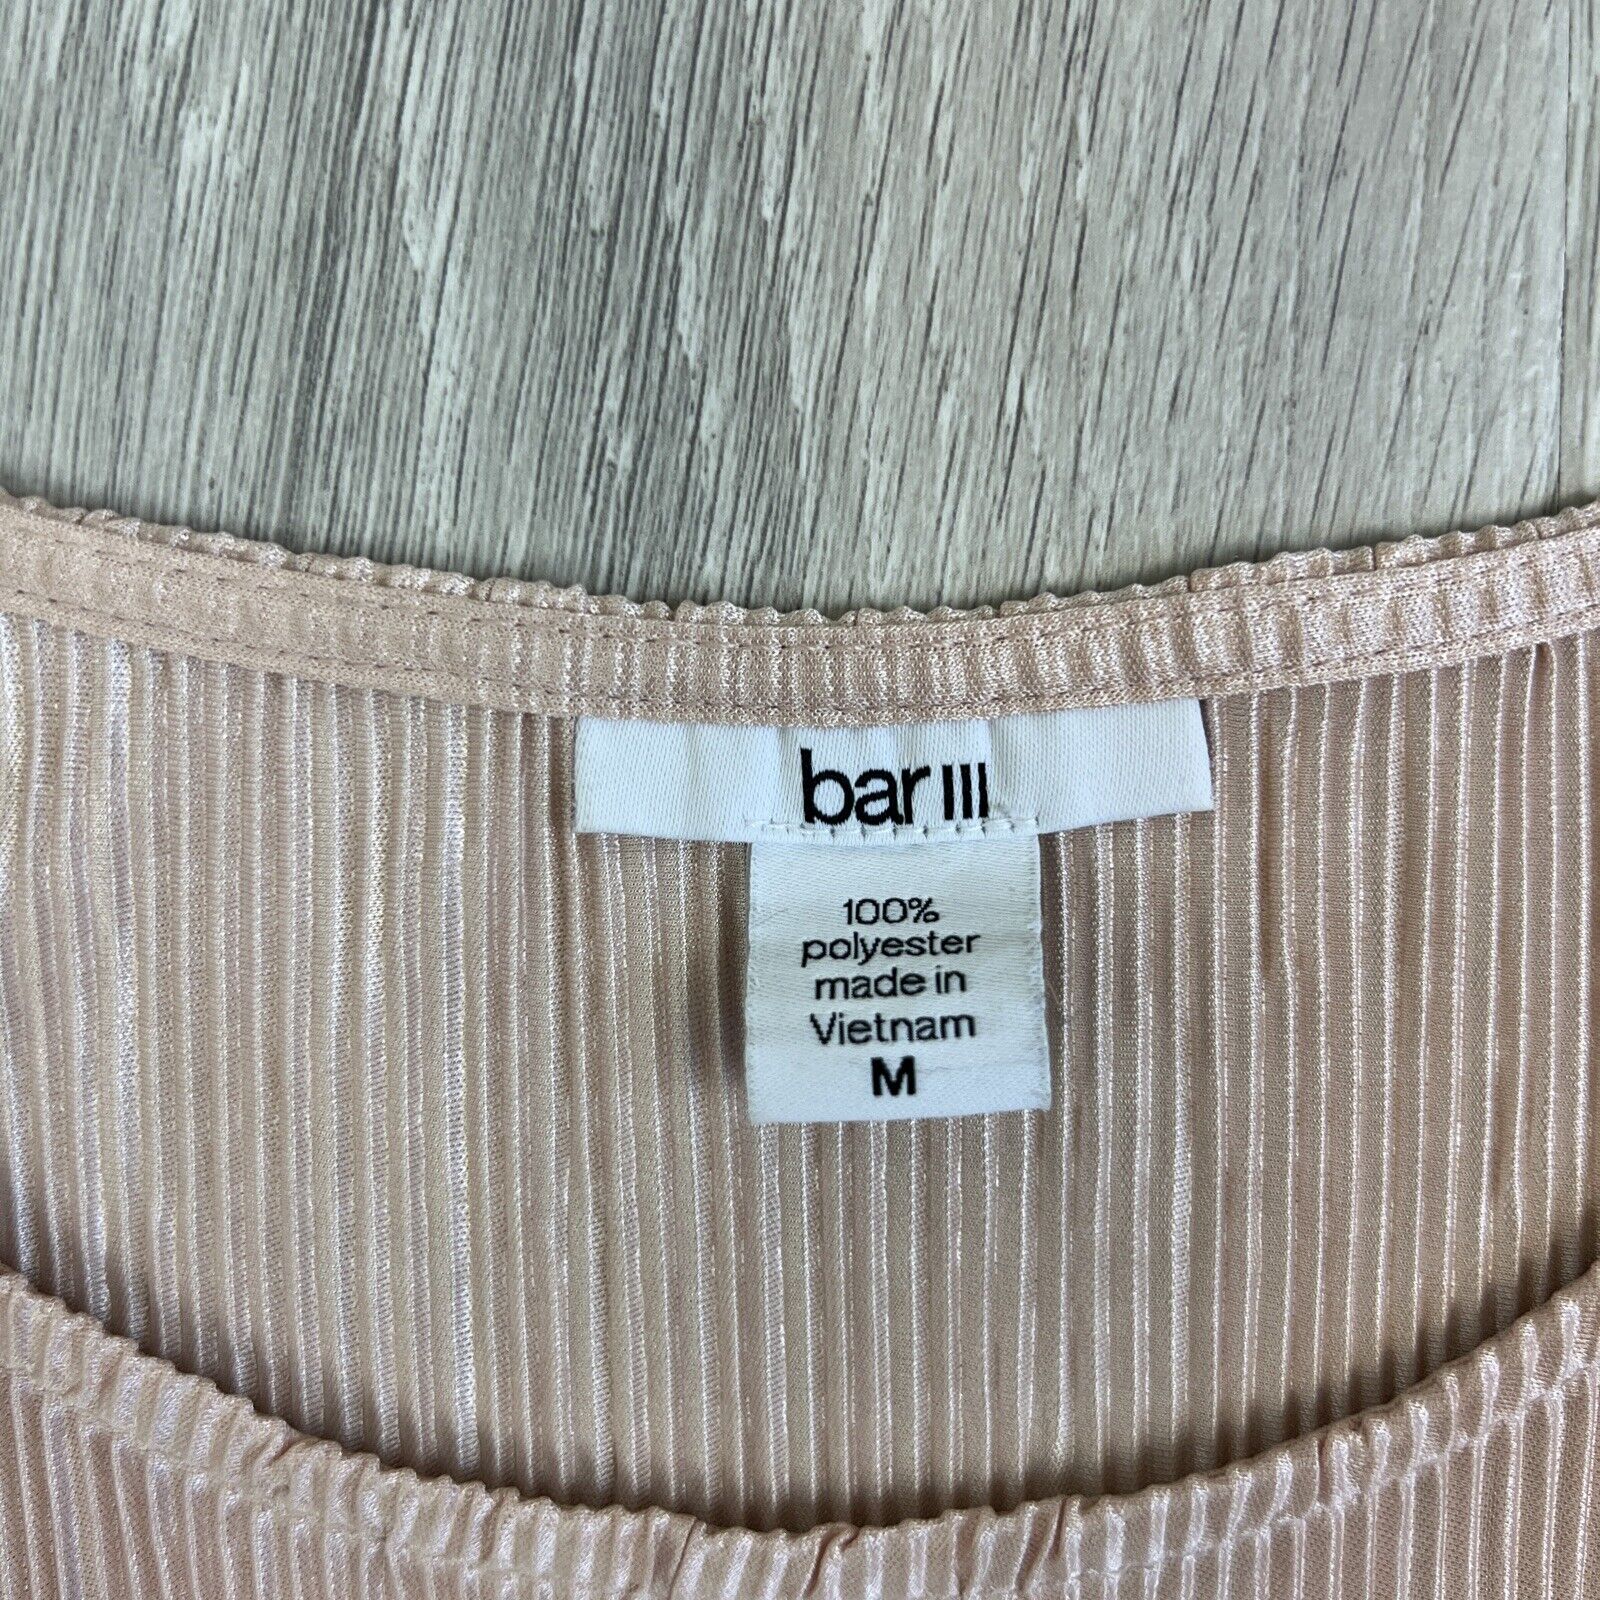 bar III
100%
polyester
made in
Vietnam
M